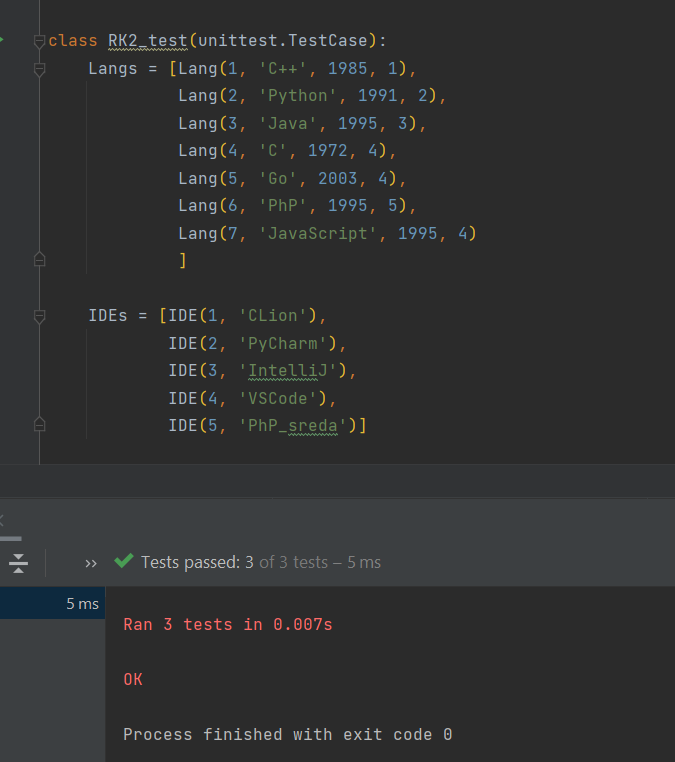 class RK2_test(unittest.TestCase):
Langs = [Lang(1, 'C++', 1985, 1),
Lang(2, 'Python', 1991, 2),
Lang(3, 'Java', 1995, 3),
Lang(4, 'C', 1972, 4),
Lang(5, 'Go', 2003, 4),
Lang(6, 'PhP', 1995, 5),
Lang(7, 'JavaScript', 1995, 4)
]
IDEs = [IDE(1, 'CLion'),
IDE(2, 'PyCharm'),
IDE(3, 'IntelliJ'),
IDE(4, 'VSCode'),
IDE(5, 'PhP_sreda')]
›› Tests passed: 3 of 3 tests – 5 ms
5 ms
Ran 3 tests in 0.007s
OK
Process finished with exit code 0